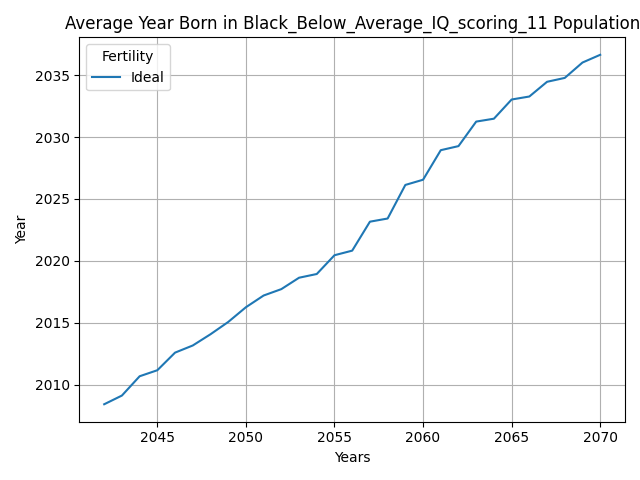 Average Year Born in Black_Below_Average_IQ_scoring_11 Population
Fertility
Ideal
2035
2030
2025
2020
2015
2010
Year
2045 2050 2055 2060 2065 2070
Years